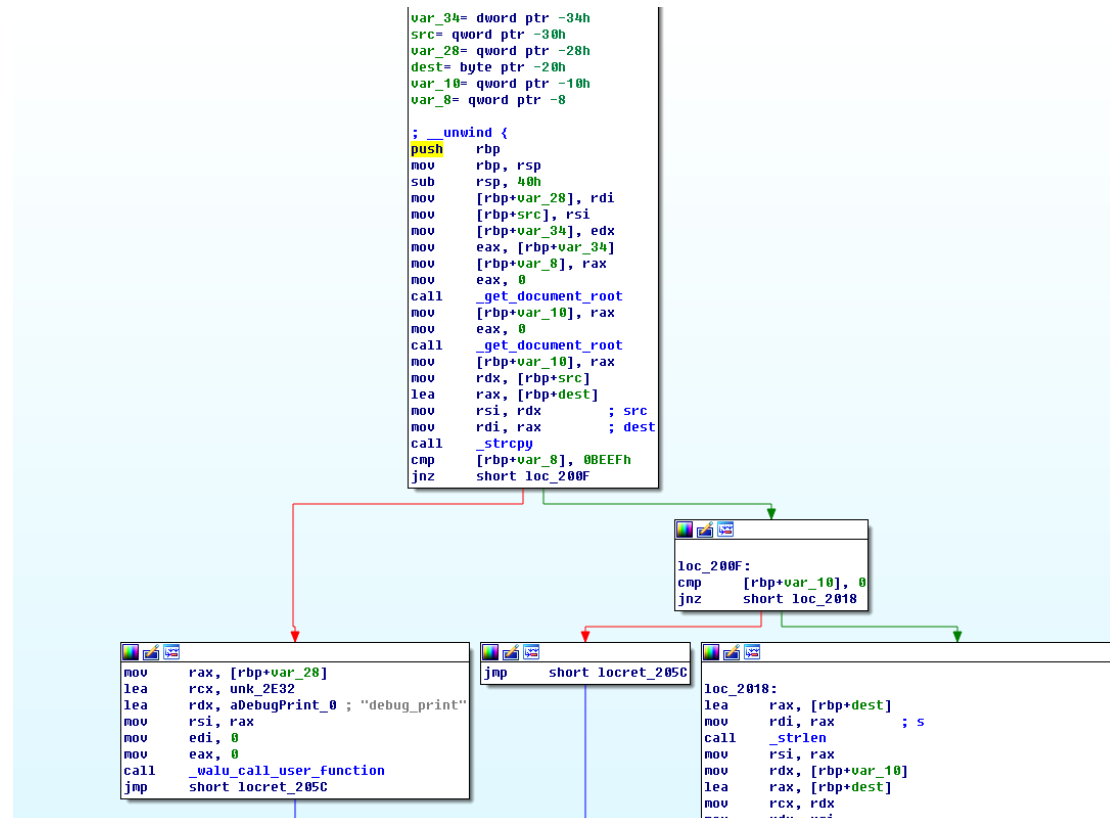 var_34= dword ptr -34h
src= qword ptr -30h
var_28= qword ptr -28h
dest= byte ptr -20h
var_10= qword ptr -10h
var_8= qword ptr -8
; __unwind {
push rbp
mov rbp, rsp
sub rsp, 40h
mov [rbp+var_28], rdi
mov [rbp+src], rsi
mov [rbp+var_34], edx
mov eax, [rbp+var_34]
mov [rbp+var_8], rax
mov eax, 0
call _get_document_root
mov [rbp+var_10], rax
mov eax, 0
call _get_document_root
mov [rbp+var_10], rax
mov rdx, [rbp+src]
lea rax, [rbp+dest]
mov rsi, rdx ; src
mov rdi, rax ; dest
call _strcpy
cmp [rbp+var_8], 0BEEFh
jnz short loc_200F
loc_200F:
cmp [rbp+var_10], 0
jnz short loc_2018
mov rax, [rbp+var_28]
lea rcx, unk_2E32
lea rdx, aDebugPrint_0 ; "debug_print"
mov rsi, rax
mov edi, 0
mov eax, 0
call _walu_call_user_function
jmp short locret_205C
jmp short locret_205C
loc_2018:
lea rax, [rbp+dest]
mov rdi, rax ; s
call _strlen
mov rsi, rax
mov rdx, [rbp+var_10]
lea rax, [rbp+dest]
mov rcx, rdx